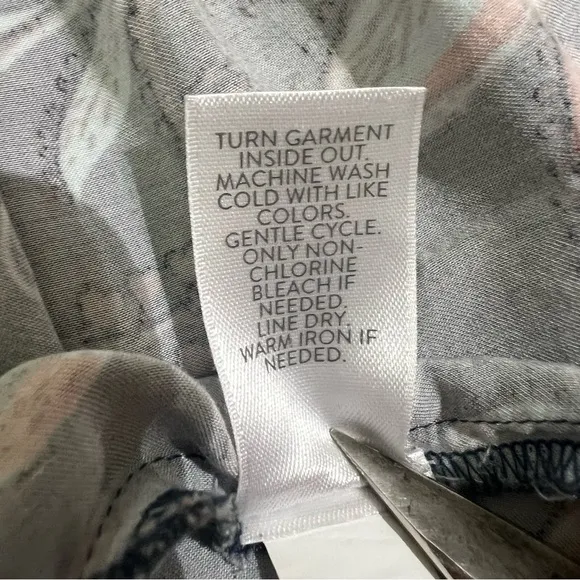 TURN GARMENT
INSIDE OUT.
MACHINE WASH
COLD WITH LIKE
COLORS.
GENTLE CYCLE.
ONLY NON-
CHLORINE
BLEACH IF
NEEDED.
LINE DRY.
WARM IRON IF
NEEDED.